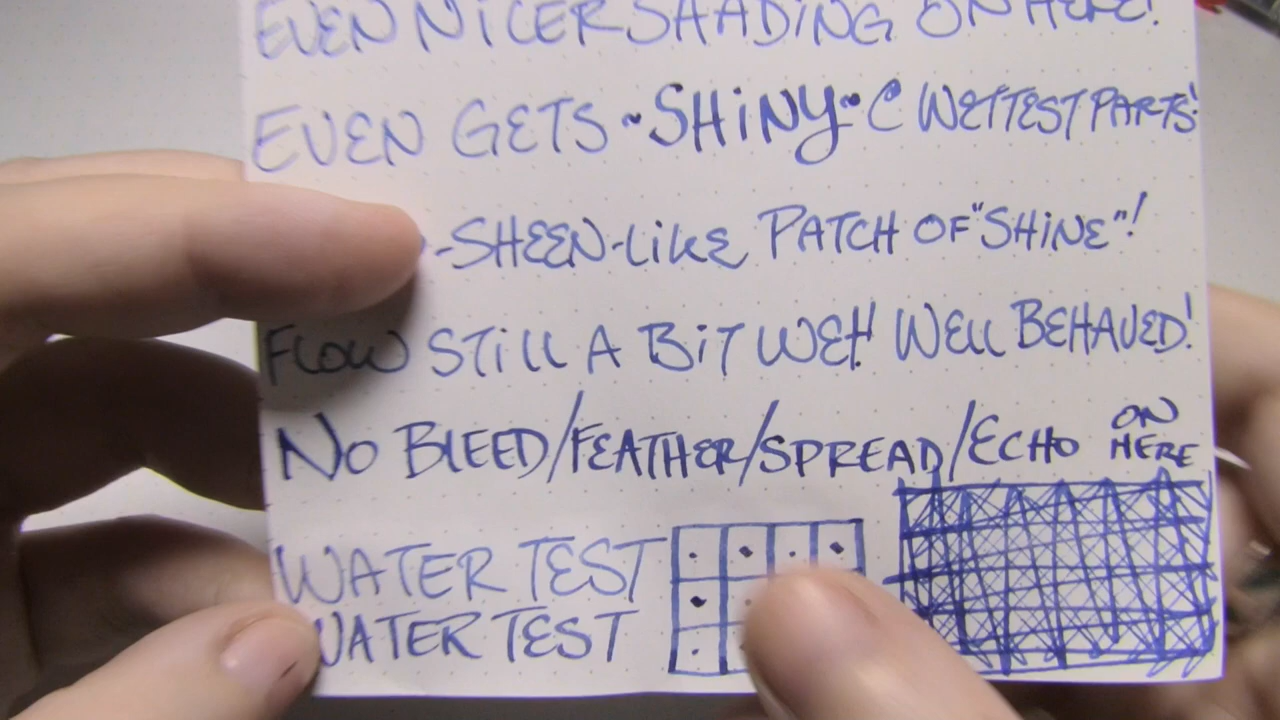 EVEN NICER SHADING ON HERE!
EVEN GETS ~SHINY~ @ WETTEST PARTS!
-SHEEN-LIKE PATCH OF "SHINE"!
FLOW STILL A BIT WET! WELL BEHAVED!
NO BLEED/FEATHER/SPREAD/ECHO ON HERE
WATER TEST
WATER TEST